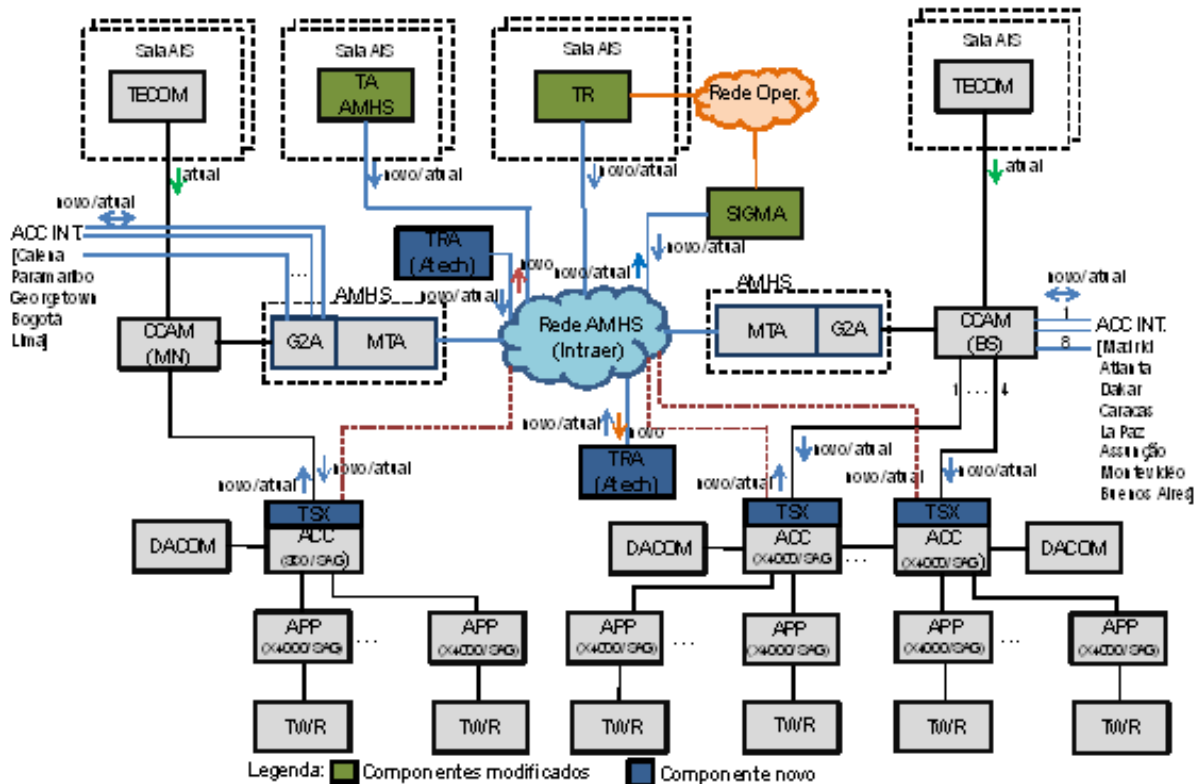 Sala AIS
Sala AIS
Sala AIS
Sala AIS
TECOM
TA
AMHS
TR
Rede Oper.
TECOM
atual
novo/atual
novo/atual
atual
novo/atual
SIGMA
ACC INT.
[Caiena
Paramaribo
Georgetown
Bogotá
Lima]
...
TRA
(Atech)
novo
novo/atual
novo/atual
novo/atual
AMHS
AMHS
novo/atual
CCAM
(MN)
G2A
MTA
Rede AMHS
(Intraer)
MTA
G2A
CCAM
(BS)
1
8
ACC INT.
[Madrid
Atlanta
Dakar
Caracas
La Paz
Assunção
Montevidéo
Buenos Aires]
1 .... 4
novo/atual
novo
TRA
(Atech)
novo/atual
novo/atual
novo/atual
novo/atual
novo/atual
novo/atual
TSX
TSX
TSX
DACOM
ACC
DACOM
ACC
(X4000/SAG)
...
ACC
(X4000/SAG)
DACOM
APP
(X4000/SAG)
...
APP
(X4000/SAG)
APP
(X4000/SAG)
...
APP
(X4000/SAG)
APP
(X4000/SAG)
...
APP
(X4000/SAG)
TWR
TWR
TWR
TWR
TWR
TWR
Legenda:
Componentes modificados
Componente novo